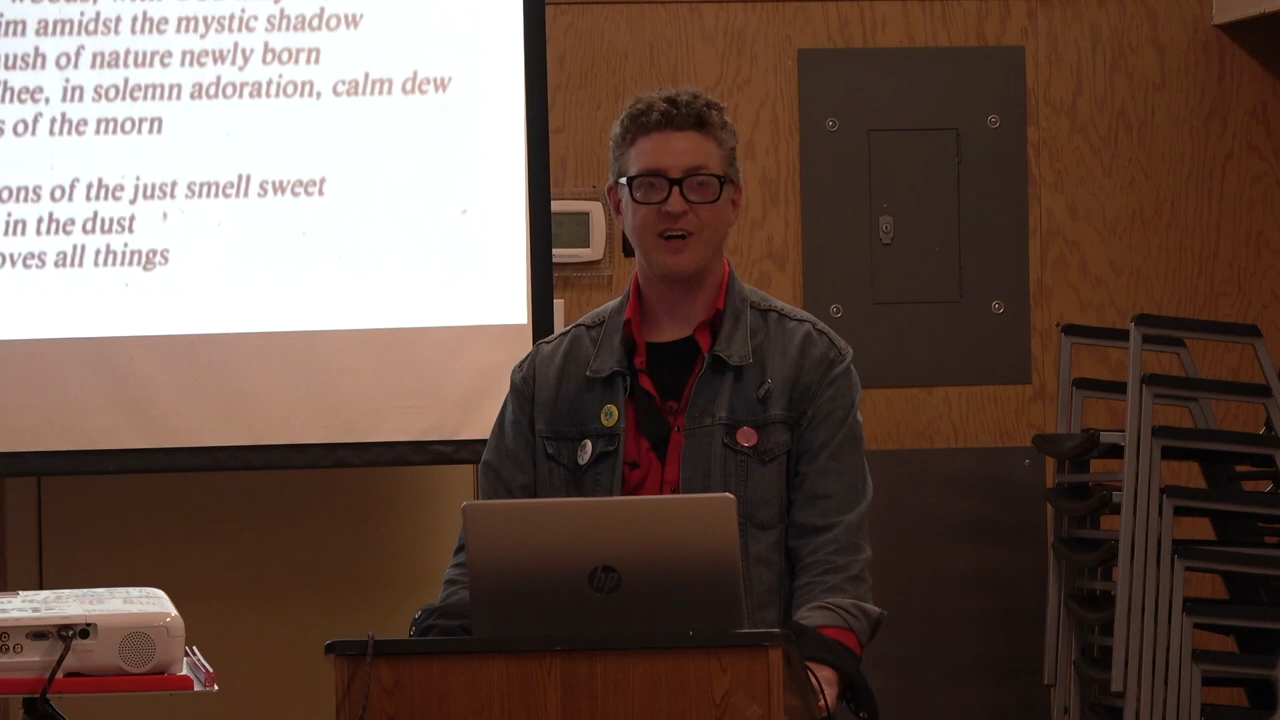 im amidst the mystic shadow
ush of nature newly born
hee, in solemn adoration, calm dew
s of the morn
ons of the just smell sweet
in the dust
oves all things
hp